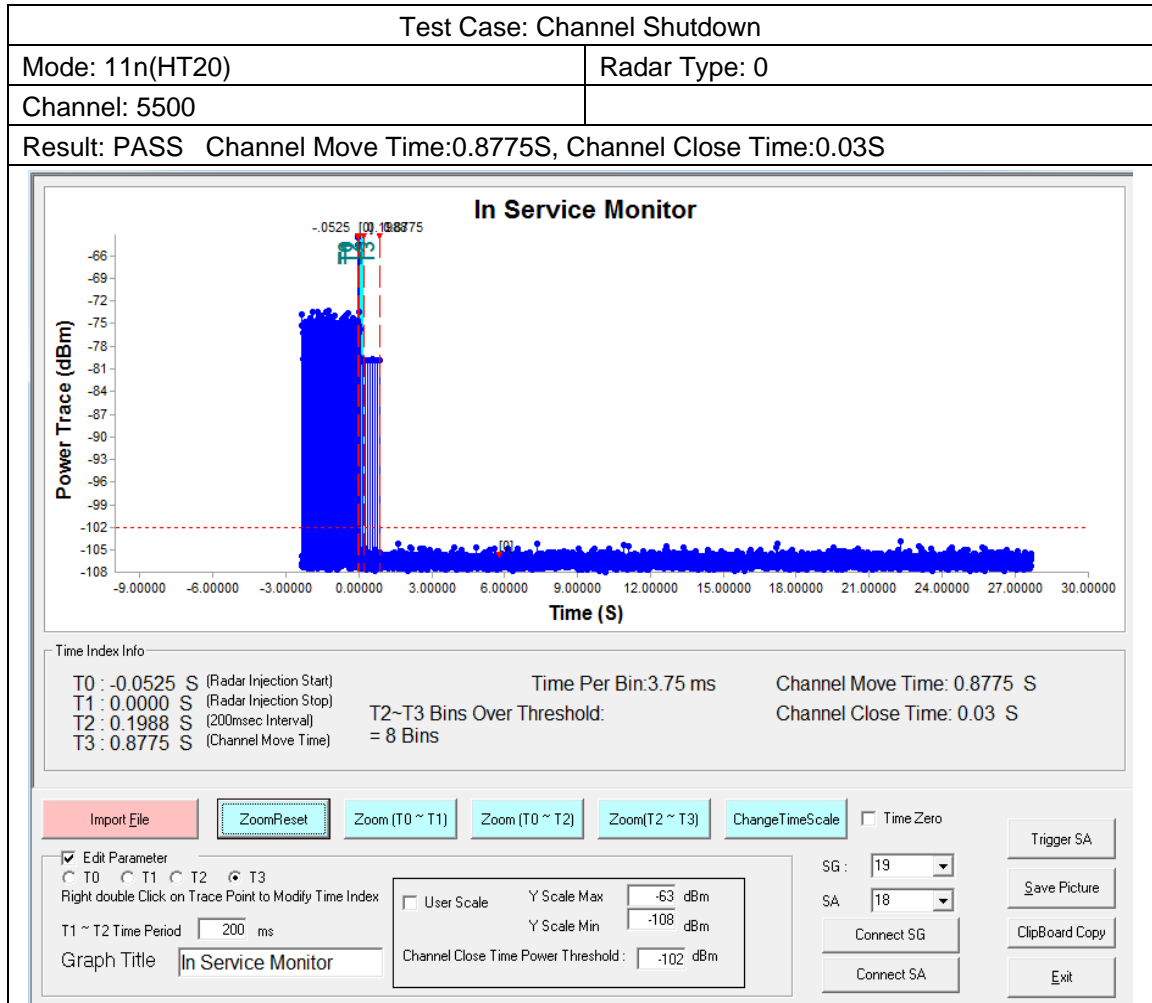 Test Case: Channel Shutdown
Mode: 11n(HT20) Radar Type: 0
Channel: 5500
Result: PASS Channel Move Time:0.8775S, Channel Close Time:0.03S
In Service Monitor
-.0525 [0]
-66
-69
-72
-75
-78
-81
-84
-87
-90
-93
-96
-99
-102
-105
-108
Power Trace (dBm)
T3
[0]
-9.00000 -6.00000 -3.00000 0.00000 3.00000 6.00000 9.00000 12.00000 15.00000 18.00000 21.00000 24.00000 27.00000 30.00000
Time (S)
Time Index Info
T0 : -0.0525 S (Radar Injection Start)
T1 : 0.0000 S (Radar Injection Stop)
T2 : 0.1988 S (200msec Interval)
T3 : 0.8775 S (Channel Move Time)
Time Per Bin:3.75 ms
T2~T3 Bins Over Threshold:
= 8 Bins
Channel Move Time: 0.8775 S
Channel Close Time: 0.03 S
Import File ZoomReset Zoom (T0 ~ T1) Zoom (T0 ~ T2) Zoom(T2 ~ T3) ChangeTimeScale Time Zero
Edit Parameter
T0 T1 T2 T3
Right double Click on Trace Point to Modify Time Index
T1 ~ T2 Time Period 200 ms
Graph Title In Service Monitor
User Scale Y Scale Max -63 dBm
Y Scale Min -108 dBm
Channel Close Time Power Threshold : -102 dBm
SG : 19
SA 18
Connect SG
Connect SA
Trigger SA
Save Picture
ClipBoard Copy
Exit